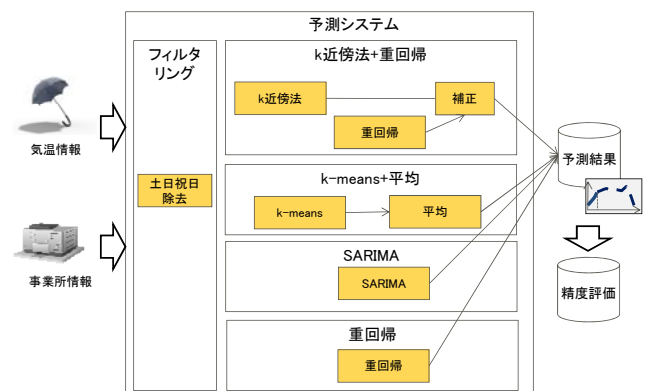 予測システム
フィルタ
リング
k近傍法+重回帰
k近傍法
補正
重回帰
気温情報
予測結果
k-means+平均
土日祝日
除去
k-means
平均
SARIMA
SARIMA
事業所情報
精度評価
重回帰
重回帰